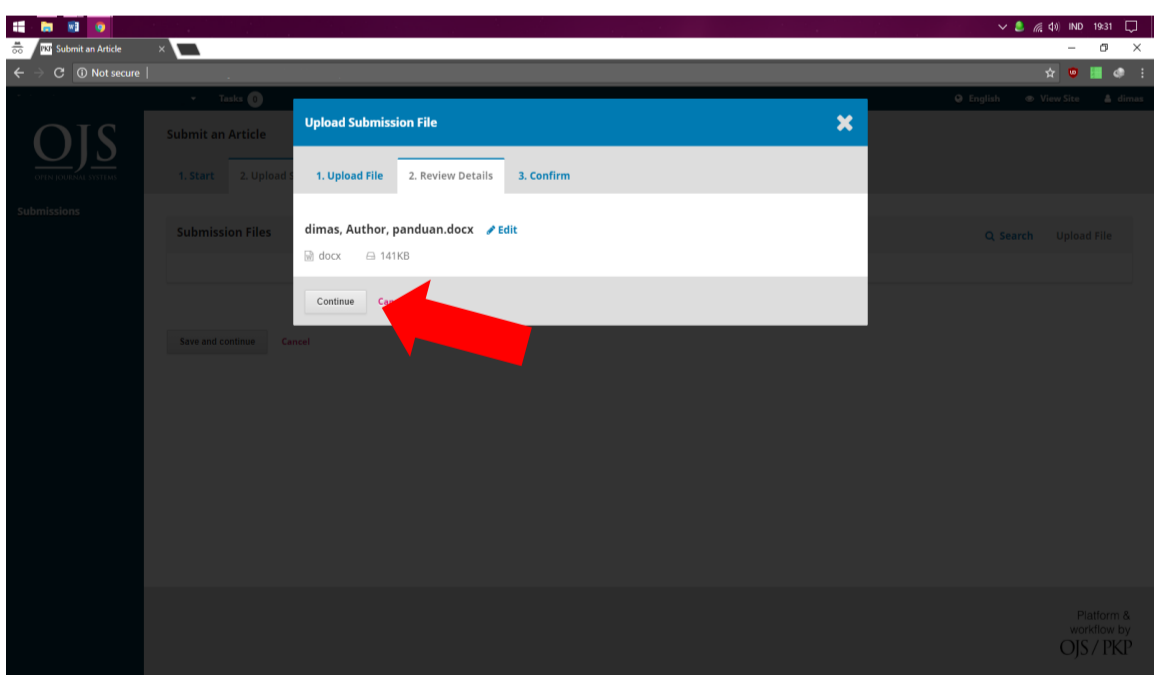 IND 19:31
PKP Submit an Article
Not secure
Tasks 0 English View Site dimas
OJS
OPEN JOURNAL SYSTEMS
Submissions
Submit an Article
1. Start 2. Upload S
Submission Files
Search Upload File
Save and continue Cancel
Upload Submission File
1. Upload File 2. Review Details 3. Confirm
dimas, Author, panduan.docx Edit
docx 141KB
Continue
Platform &
workflow by
OJS / PKP